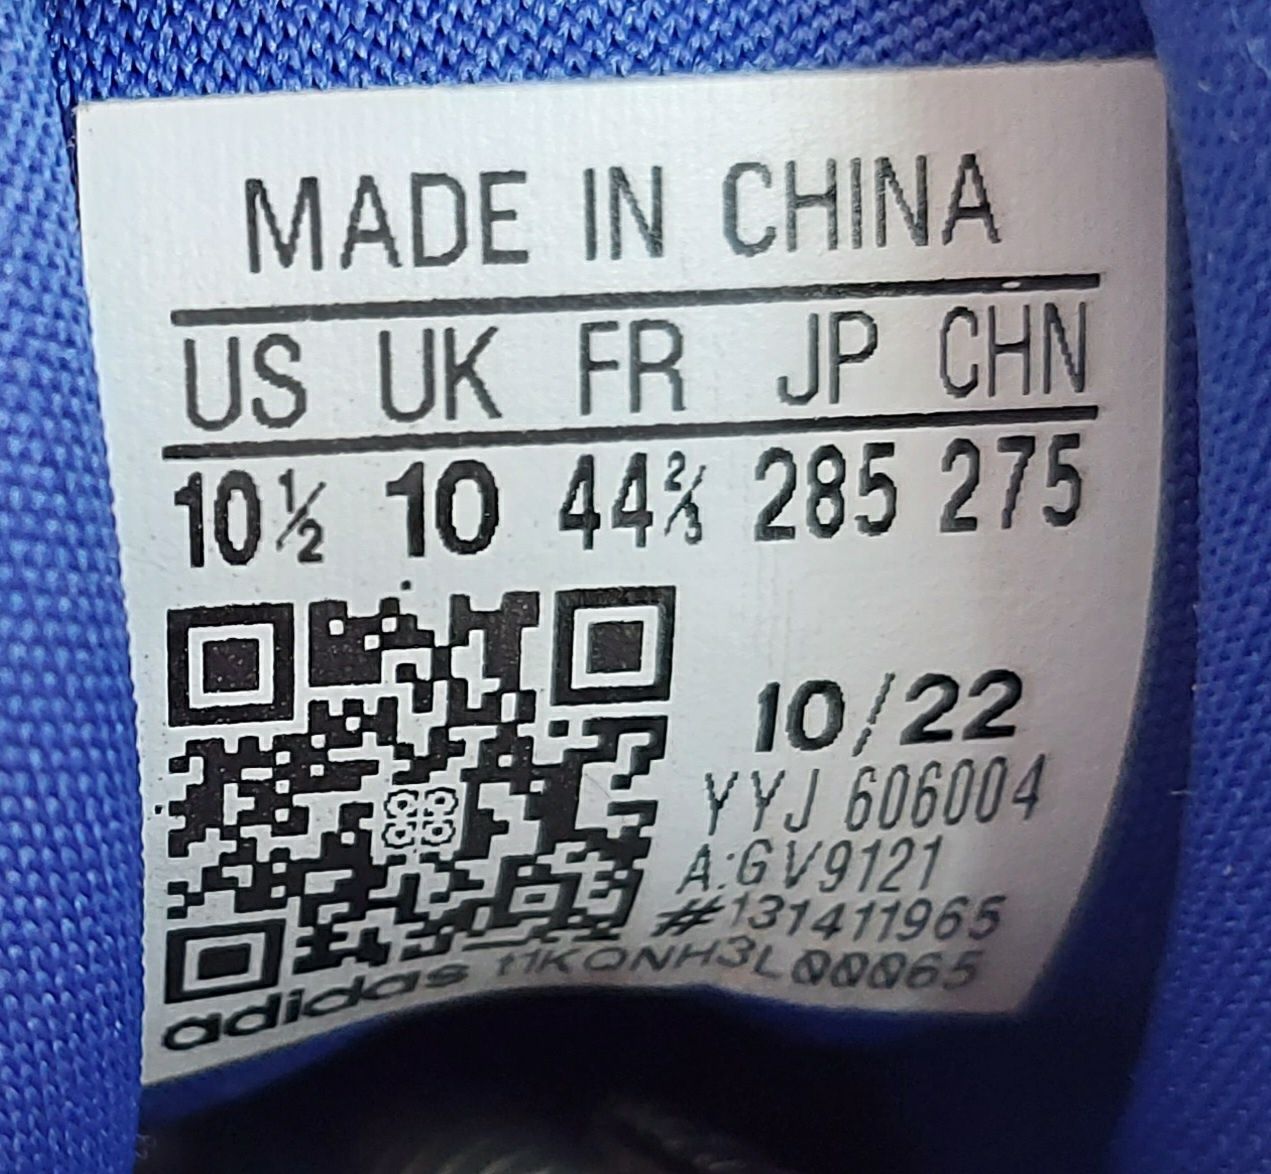 MADE IN CHINA
US UK FR JP CHN
10½ 10 44⅔ 285 275
10/22
YYJ 606004
A:GV9121
#131411965
adidas